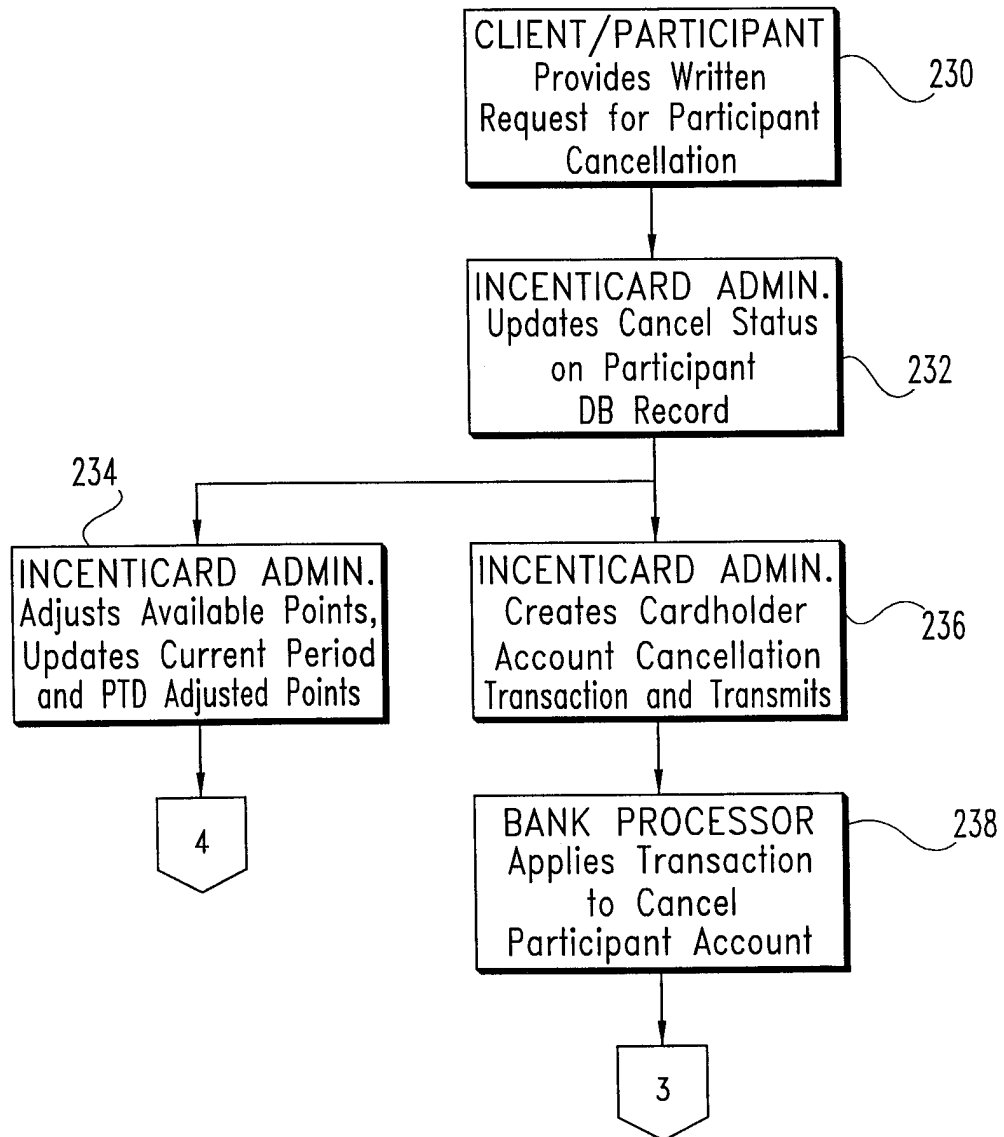 CLIENT/PARTICIPANT
Provides Written
Request for Participant
Cancellation
230
INCENTICARD ADMIN.
Updates Cancel Status
on Participant
DB Record
232
234
INCENTICARD ADMIN.
Adjusts Available Points,
Updates Current Period
and PTD Adjusted Points
INCENTICARD ADMIN.
Creates Cardholder
Account Cancellation
Transaction and Transmits
236
4
BANK PROCESSOR
Applies Transaction
to Cancel
Participant Account
238
3